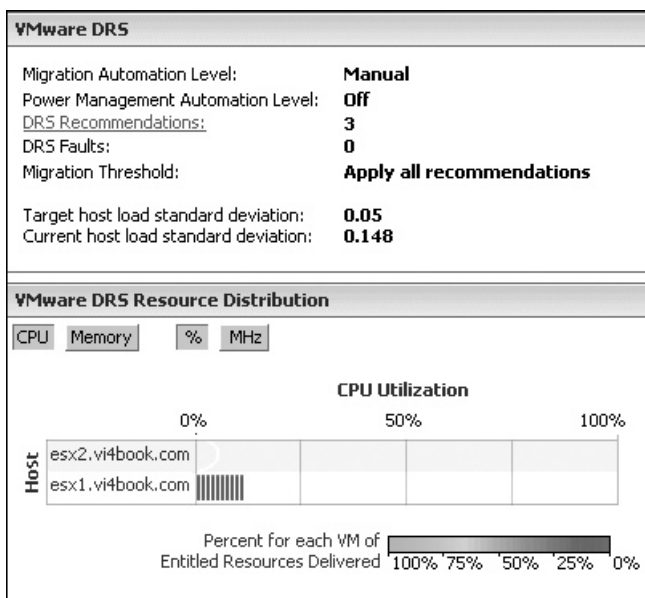 VMware DRS
Migration Automation Level: Manual
Power Management Automation Level: Off
DRS Recommendations: 3
DRS Faults: 0
Migration Threshold: Apply all recommendations
Target host load standard deviation: 0.05
Current host load standard deviation: 0.148
VMware DRS Resource Distribution
CPU Memory % MHz
CPU Utilization
0% 50% 100%
Host
esx2.vi4book.com
esx1.vi4book.com
Percent for each VM of
Entitled Resources Delivered
100% 75% 50% 25% 0%